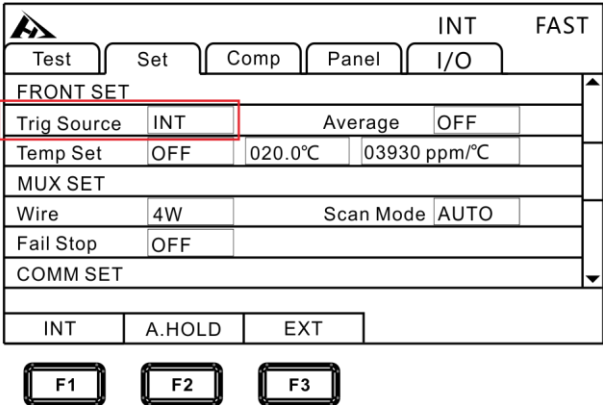 INT FAST
Test Set Comp Panel I/O
FRONT SET
Trig Source INT Average OFF
Temp Set OFF 020.0℃ 03930 ppm/℃
MUX SET
Wire 4W Scan Mode AUTO
Fail Stop OFF
COMM SET
INT A.HOLD EXT
F1 F2 F3